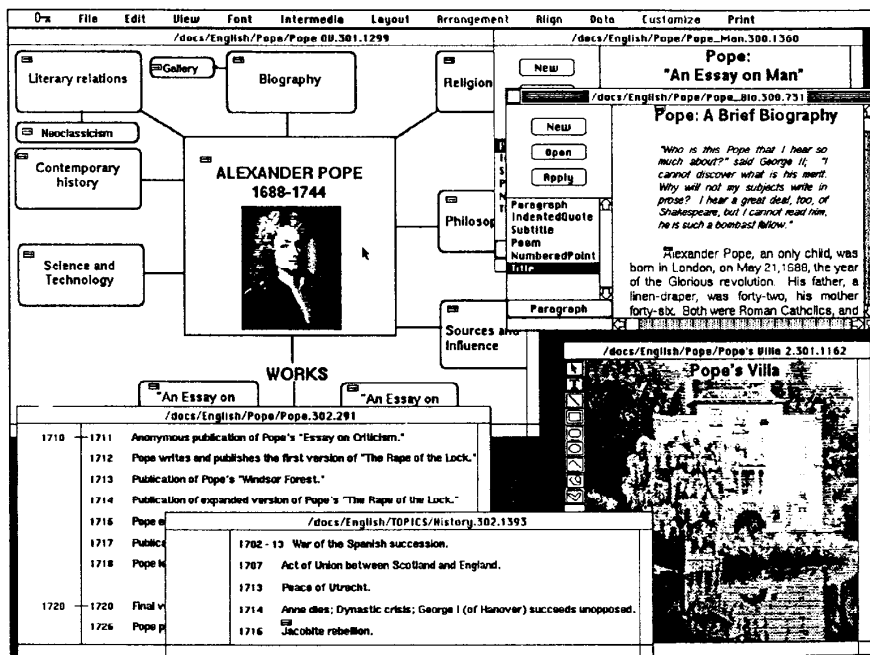 File Edit View Font Intermedia Layout Arrangement Align Data Customize Print
/docs/English/Pope/Pope OV.301.1299
Literary relations
Gallery
Biography
Religion
Neoclassicism
Contemporary
history
ALEXANDER POPE
1688-1744
Philosop
Science and
Technology
Sources and
Influence
WORKS
"An Essay on
"An Essay on
/docs/English/Pope/Pope_Man.300.1360
New
Pope:
"An Essay on Man"
/docs/English/Pope/Pope_Bio.300.731
New
Open
Apply
Paragraph
IndentedQuote
Subtitle
Poem
NumberedPoint
Title
Paragraph
Pope: A Brief Biography
"Who is this Pope that I hear so
much about?" said George II; "I
cannot discover what is his merit.
Why will not my subjects write in
prose? I hear a great deal, too, of
Shakespeare, but I cannot read him,
he is such a bombast fellow."
Alexander Pope, an only child, was
born in London, on May 21,1688, the year
of the Glorious revolution. His father, a
linen-draper, was forty-two, his mother
forty-six. Both were Roman Catholics, and
/docs/English/Pope/Pope's Villa 2.301.1162
Pope's Villa
/docs/English/Pope/Pope.302.291
1710 1711 Anonymous publication of Pope's "Essay on Criticism."
1712 Pope writes and publishes the first version of "The Rape of the Lock."
1713 Publication of Pope's "Windsor Forest."
1714 Publication of expanded version of Pope's "The Rape of the Lock."
1715 Pope
1717 Publica
1718 Pope
1720 1720 Final
1726 Pope
/docs/English/TOPICS/History.302.1393
1702 - 13 War of the Spanish succession.
1707 Act of Union between Scotland and England.
1713 Peace of Utrecht.
1714 Anne dies; Dynastic crisis; George I (of Hanover) succeeds unopposed.
1716 Jacobite rebellion.